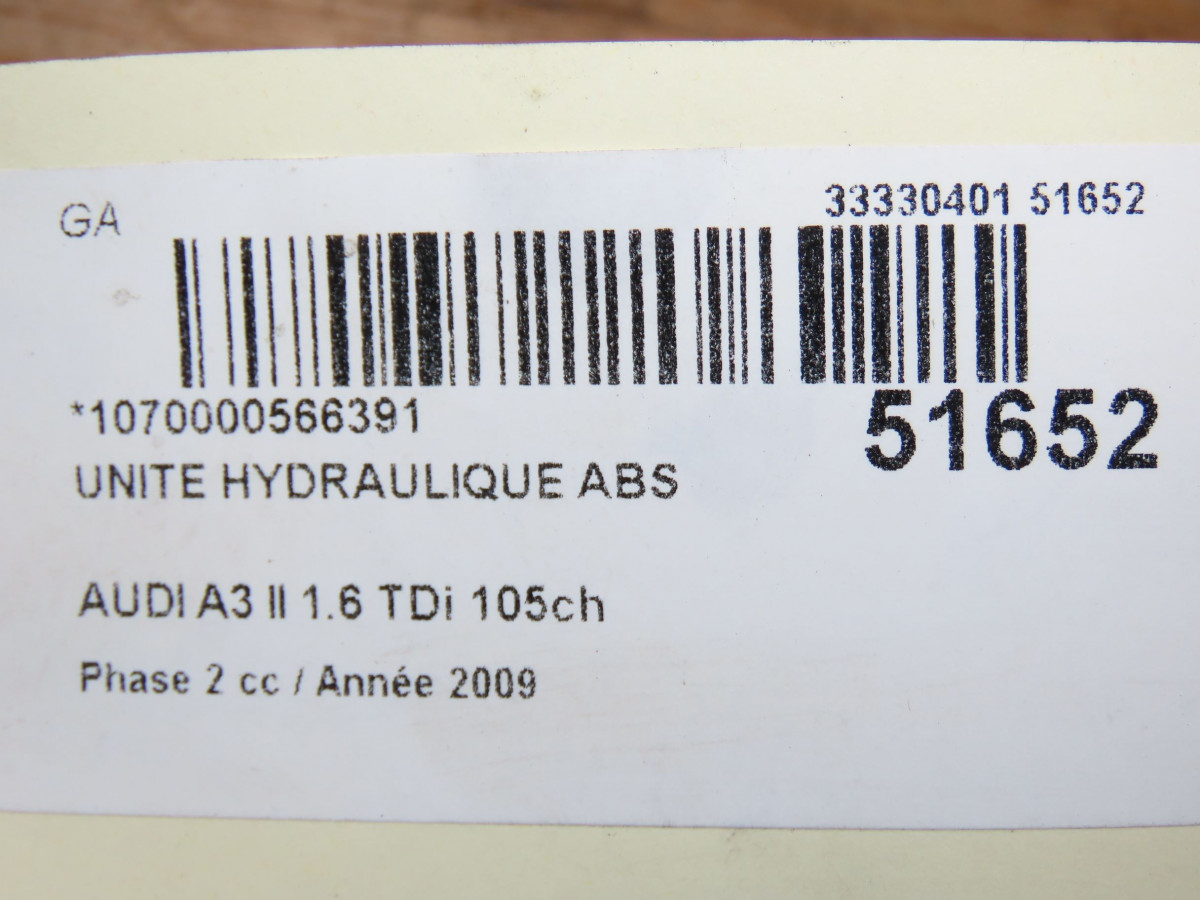 GA
33330401 51652
*1070000566391
51652
UNITE HYDRAULIQUE ABS
AUDI A3 II 1.6 TDi 105ch
Phase 2 cc / Année 2009